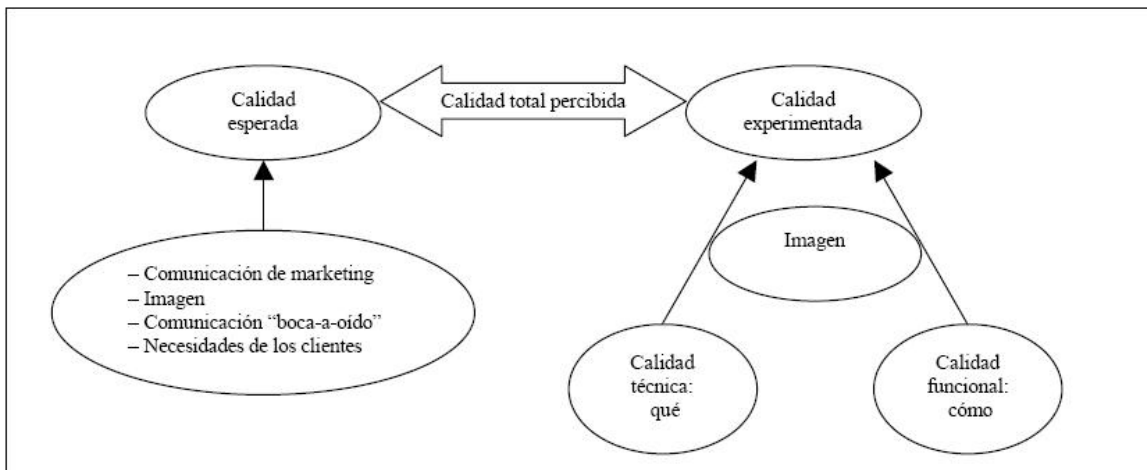 Calidad
esperada
Calidad total percibida
Calidad
experimentada
– Comunicación de marketing
– Imagen
– Comunicación “boca-a-oído”
– Necesidades de los clientes
Imagen
Calidad
técnica:
qué
Calidad
funcional:
cómo